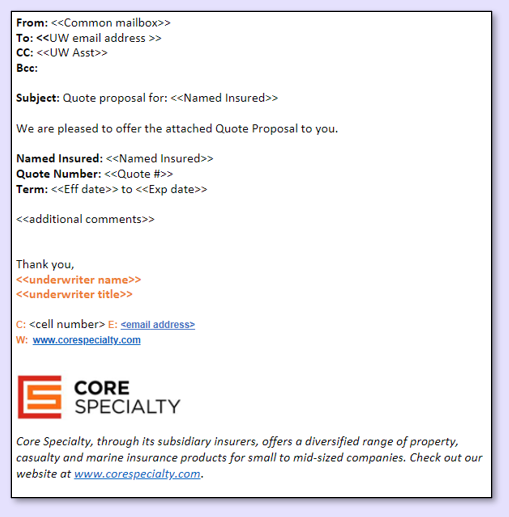 From: <<Common mailbox>>
To: <<UW email address >>
CC: <<UW Asst>>
Bcc:
Subject: Quote proposal for: <<Named Insured>>
We are pleased to offer the attached Quote Proposal to you.
Named Insured: <<Named Insured>>
Quote Number: <<Quote #>>
Term: <<Eff date>> to <<Exp date>>
<<additional comments>>
Thank you,
<<underwriter name>>
<<underwriter title>>
C: <cell number> E: <email address>
W: www.corespecialty.com
CORE
SPECIALTY
Core Specialty, through its subsidiary insurers, offers a diversified range of property,
casualty and marine insurance products for small to mid-sized companies. Check out our
website at www.corespecialty.com.